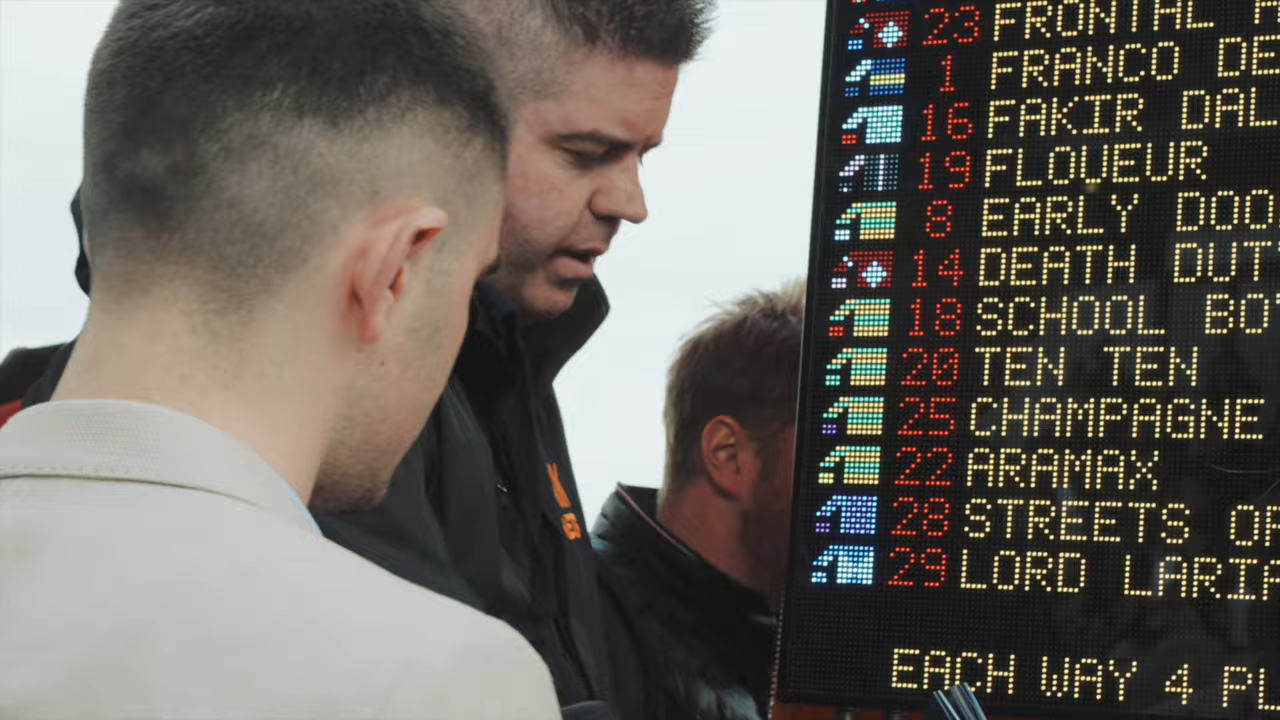 23 FRONTAL
1 FRANCO DE
16 FAKIR DAL
19 FLOUEUR
8 EARLY DOO
14 DEATH DUT
18 SCHOOL BO
20 TEN TEN
25 CHAMPAGNE
22 ARAMAX
28 STREETS OF
29 LORD LARIA
EACH WAY 4 PL